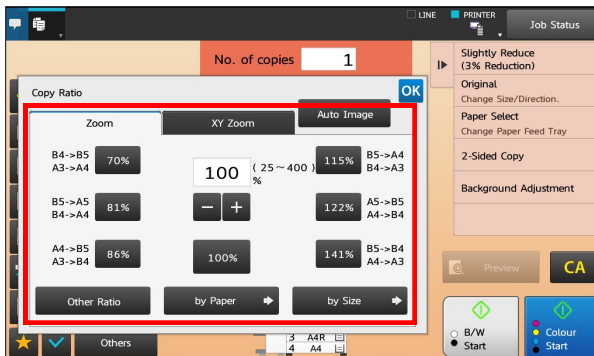 LINE
PRINTER
Job Status
No. of copies
1
Slightly Reduce
(3% Reduction)
Original
Change Size/Direction.
Paper Select
Change Paper Feed Tray
2-Sided Copy
Background Adjustment
Copy Ratio
OK
Zoom
XY Zoom
Auto Image
B4->B5
A3->A4
70%
100
( 25～400 )
%
115%
B5->A4
B4->A3
B5->A5
B4->A4
81%
122%
A5->B5
A4->B4
A4->B5
A3->B4
86%
100%
141%
B5->B4
A4->A3
Other Ratio
by Paper
by Size
Preview
CA
Others
3 A4R
4 A4
B/W
Start
Colour
Start